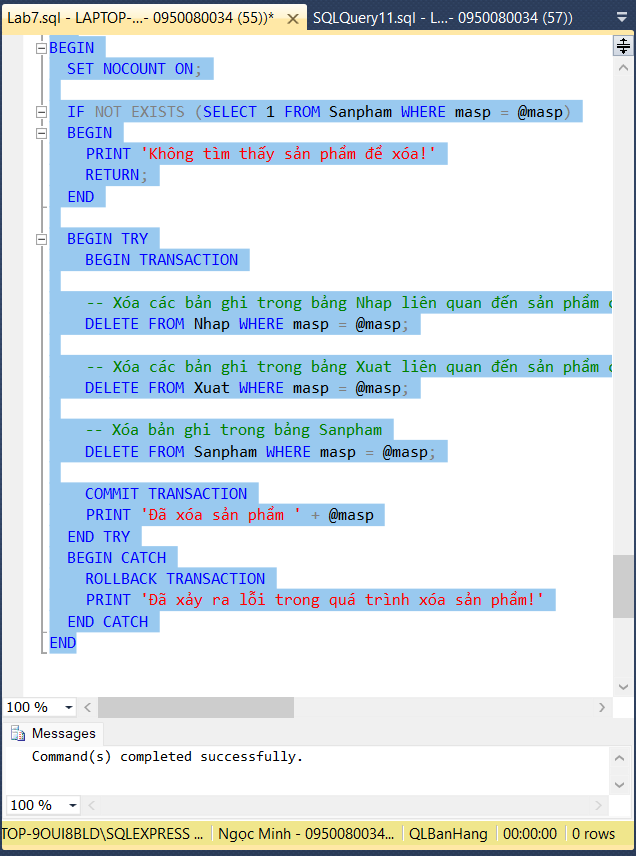 Lab7.sql - LAPTOP-...- 0950080034 (55))* SQLQuery11.sql - L...- 0950080034 (57))
BEGIN
SET NOCOUNT ON;
IF NOT EXISTS (SELECT 1 FROM Sanpham WHERE masp = @masp)
BEGIN
PRINT 'Không tìm thấy sản phẩm để xóa!'
RETURN;
END
BEGIN TRY
BEGIN TRANSACTION
-- Xóa các bản ghi trong bảng Nhap liên quan đến sản phẩm
DELETE FROM Nhap WHERE masp = @masp;
-- Xóa các bản ghi trong bảng Xuat liên quan đến sản phẩm
DELETE FROM Xuat WHERE masp = @masp;
-- Xóa bản ghi trong bảng Sanpham
DELETE FROM Sanpham WHERE masp = @masp;
COMMIT TRANSACTION
PRINT 'Đã xóa sản phẩm ' + @masp
END TRY
BEGIN CATCH
ROLLBACK TRANSACTION
PRINT 'Đã xảy ra lỗi trong quá trình xóa sản phẩm!'
END CATCH
END
100 %
Messages
Command(s) completed successfully.
100 %
TOP-9OUI8BLD\SQLEXPRESS ... Ngọc Minh - 0950080034... QLBanHang 00:00:00 0 rows